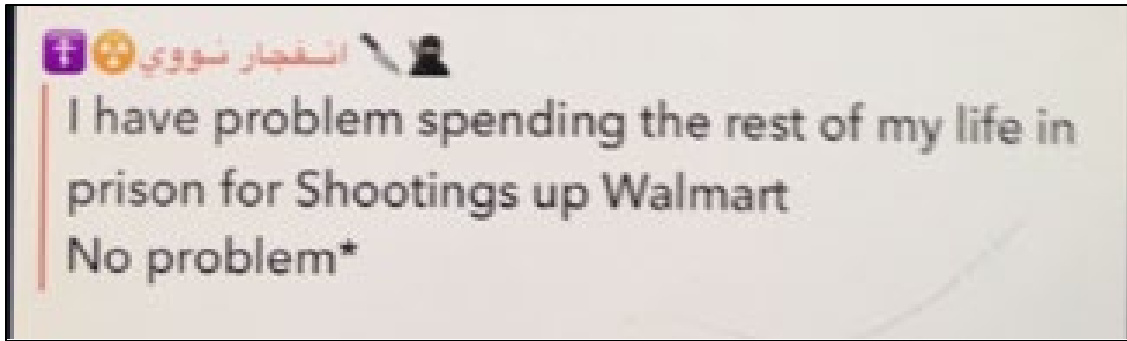 ✝️☢️انفجار نووي 🔪🥷
I have problem spending the rest of my life in
prison for Shootings up Walmart
No problem*